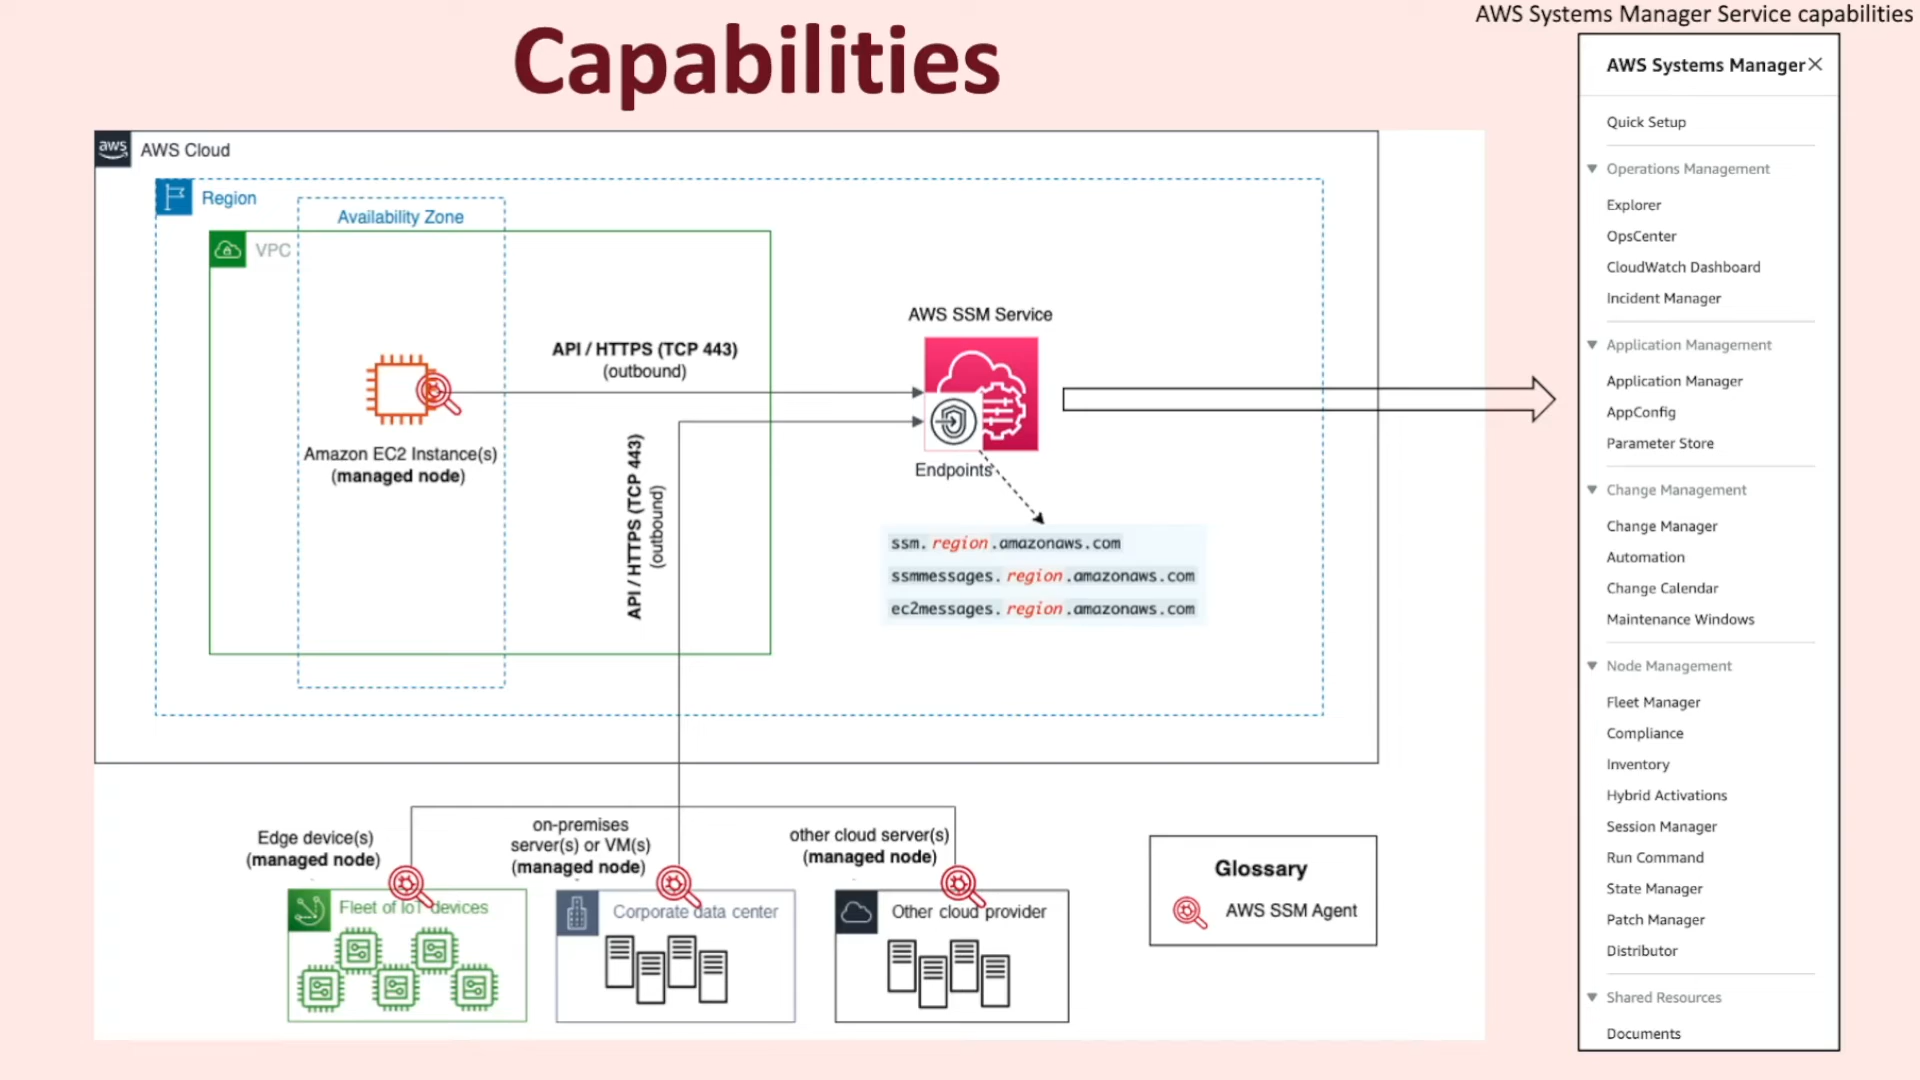 AWS Systems Manager Service capabilities
Capabilities
aws
AWS Cloud
Region
Availability Zone
VPC
Amazon EC2 Instance(s)
(managed node)
API / HTTPS (TCP 443)
(outbound)
API / HTTPS (TCP 443)
(outbound)
AWS SSM Service
Endpoints
ssm.region.amazonaws.com
ssmmessages.region.amazonaws.com
ec2messages.region.amazonaws.com
Edge device(s)
(managed node)
on-premises
server(s) or VM(s)
(managed node)
other cloud server(s)
(managed node)
Fleet of IoT devices
Corporate data center
Other cloud provider
Glossary
AWS SSM Agent
AWS Systems Manager
Quick Setup
Operations Management
Explorer
OpsCenter
CloudWatch Dashboard
Incident Manager
Application Management
Application Manager
AppConfig
Parameter Store
Change Management
Change Manager
Automation
Change Calendar
Maintenance Windows
Node Management
Fleet Manager
Compliance
Inventory
Hybrid Activations
Session Manager
Run Command
State Manager
Patch Manager
Distributor
Shared Resources
Documents